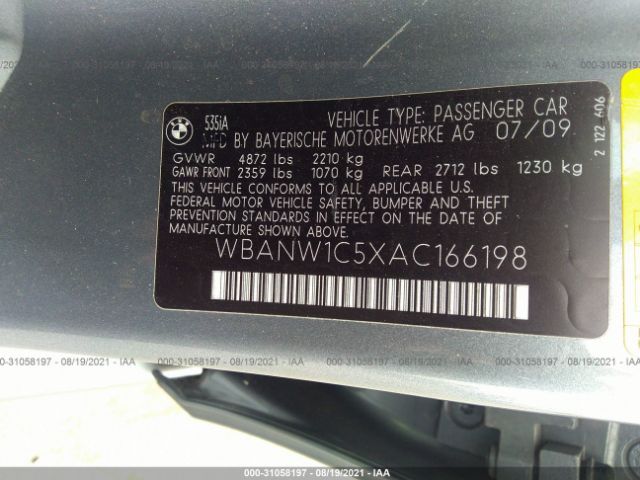 000-31058197 - 08/19/2021 - IAA
BMW
535iA VEHICLE TYPE: PASSENGER CAR
MFD BY BAYERISCHE MOTORENWERKE AG 07/09
GVWR 4872 lbs 2210 kg
GAWR FRONT 2359 lbs 1070 kg REAR 2712 lbs 1230 kg
THIS VEHICLE CONFORMS TO ALL APPLICABLE U.S.
FEDERAL MOTOR VEHICLE SAFETY, BUMPER AND THEFT
PREVENTION STANDARDS IN EFFECT ON THE DATE OF
MANUFACTURE SHOWN ABOVE.
WBANW1C5XAC166198
2 122 406
000-31058197 - 08/19/2021 - IAA
000-31058197 - 08/19/2021 - IAA
000-31058197 - 08/19/2021 - IAA
000-31058197 - 08/19/2021 - IAA